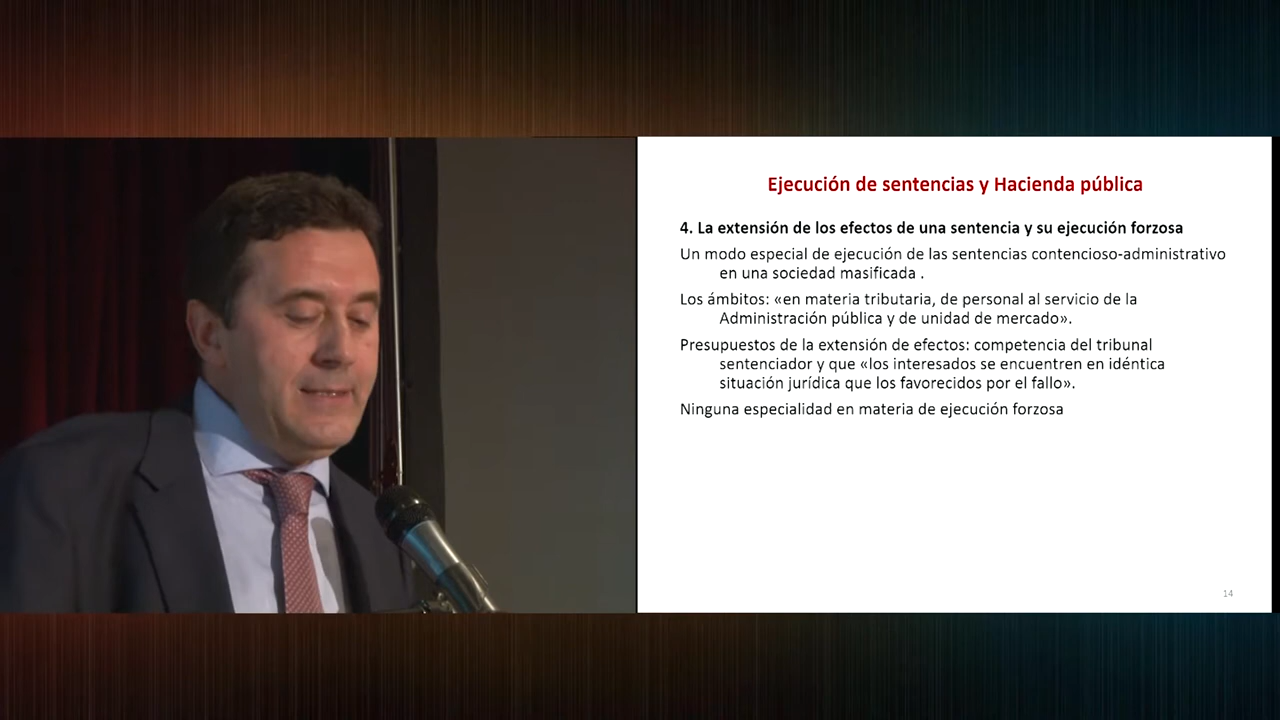 Ejecución de sentencias y Hacienda pública
4. La extensión de los efectos de una sentencia y su ejecución forzosa
Un modo especial de ejecución de las sentencias contencioso-administrativo
en una sociedad masificada .
Los ámbitos: «en materia tributaria, de personal al servicio de la
Administración pública y de unidad de mercado».
Presupuestos de la extensión de efectos: competencia del tribunal
sentenciador y que «los interesados se encuentren en idéntica
situación jurídica que los favorecidos por el fallo».
Ninguna especialidad en materia de ejecución forzosa
14